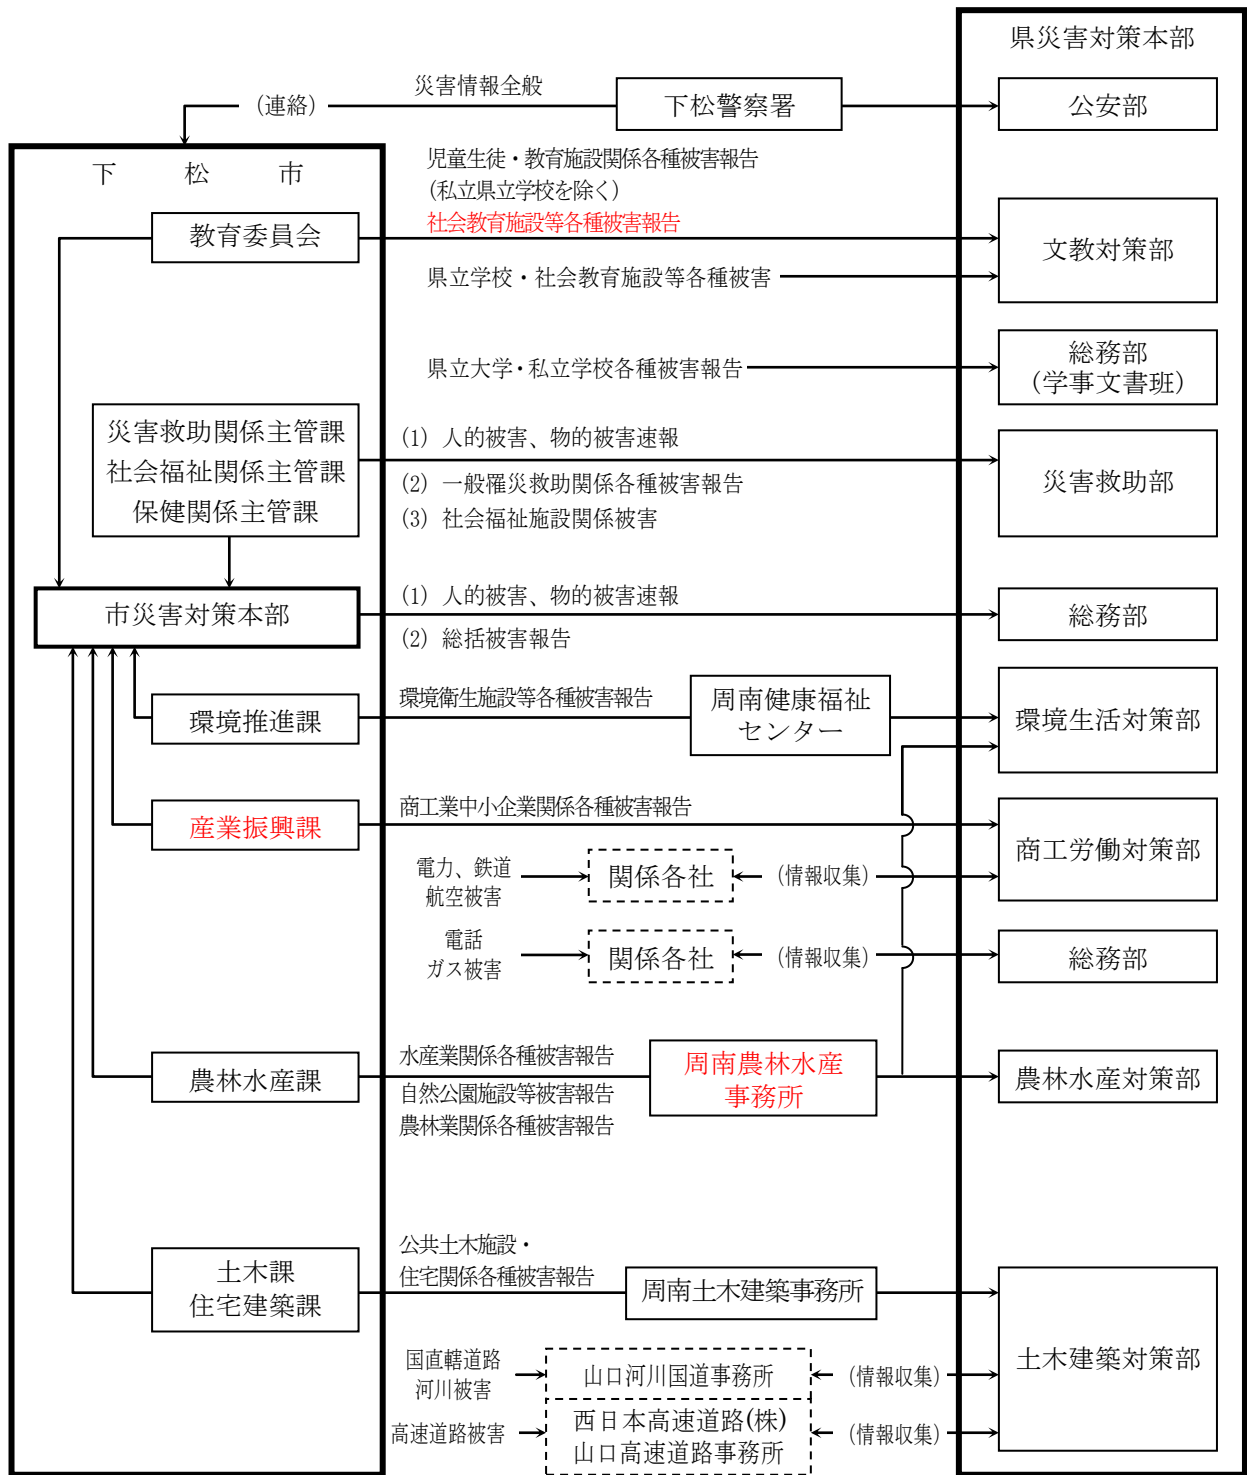 県災害対策本部
災害情報全般
（連絡）
下松警察署
公安部
下　松　市
児童生徒・教育施設関係各種被害報告
(私立県立学校を除く）
社会教育施設等各種被害報告
教育委員会
文教対策部
県立学校・社会教育施設等各種被害
県立大学・私立学校各種被害報告
総務部
（学事文書班）
災害救助関係主管課
社会福祉関係主管課
保健関係主管課
(1) 人的被害、物的被害速報
(2) 一般罹災救助関係各種被害報告
(3) 社会福祉施設関係被害
災害救助部
市災害対策本部
(1) 人的被害、物的被害速報
(2) 総括被害報告
総務部
環境推進課
環境衛生施設等各種被害報告
周南健康福祉
センター
環境生活対策部
産業振興課
商工業中小企業関係各種被害報告
商工労働対策部
電力、鉄道
航空被害
関係各社
（情報収集）
電話
ガス被害
関係各社
（情報収集）
総務部
農林水産課
水産業関係各種被害報告
自然公園施設等被害報告
農林業関係各種被害報告
周南農林水産
事務所
農林水産対策部
土木課
住宅建築課
公共土木施設・
住宅関係各種被害報告
周南土木建築事務所
土木建築対策部
国直轄道路
河川被害
山口河川国道事務所
（情報収集）
高速道路被害
西日本高速道路(株)
山口高速道路事務所
（情報収集）